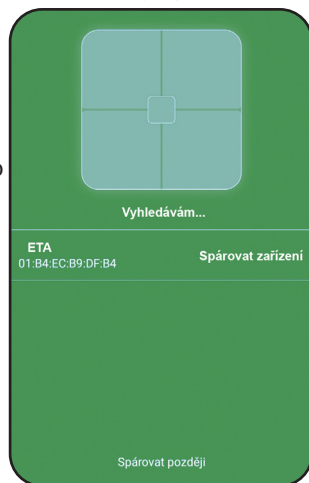 Vyhledávám...
ETA
01:B4:EC:B9:DF:B4
Spárovat zařízení
Spárovat později